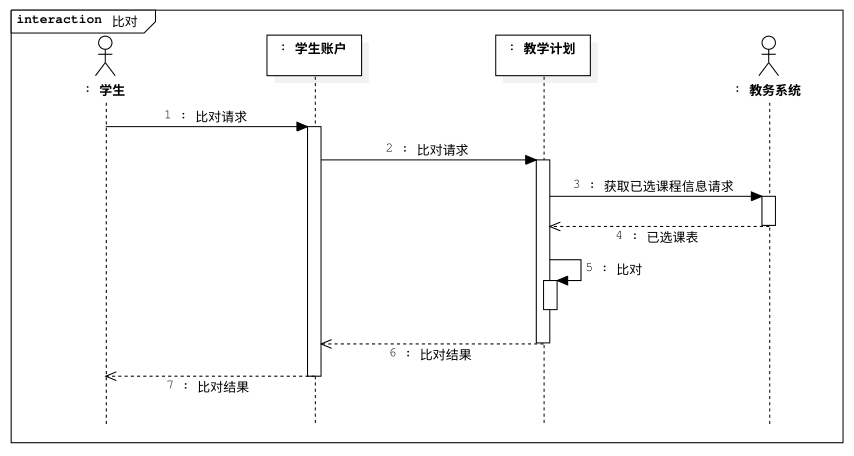 interaction 比对
: 学生账户
: 教学计划
: 学生
: 教务系统
1 : 比对请求
2 : 比对请求
3 : 获取已选课程信息请求
4 : 已选课表
5 : 比对
6 : 比对结果
7 : 比对结果